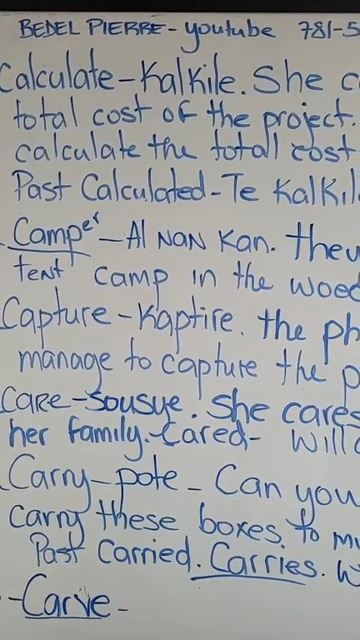 BEDEL PIERRE - youtube 781-5
Calculate - Kalkile. She c
total cost of the project.
calculate the total cost
Past Calculated - Te Kalkil
Camper - Al NAN Kan. they
tent camp in the wood
Capture - Kaptire. the ph
manage to capture the p
CARE - Sousye. She cares
her family. Cared - Will c
Carry - pote - Can you
carry these boxes. to my
Past Carried. Carries. W
- Carve -